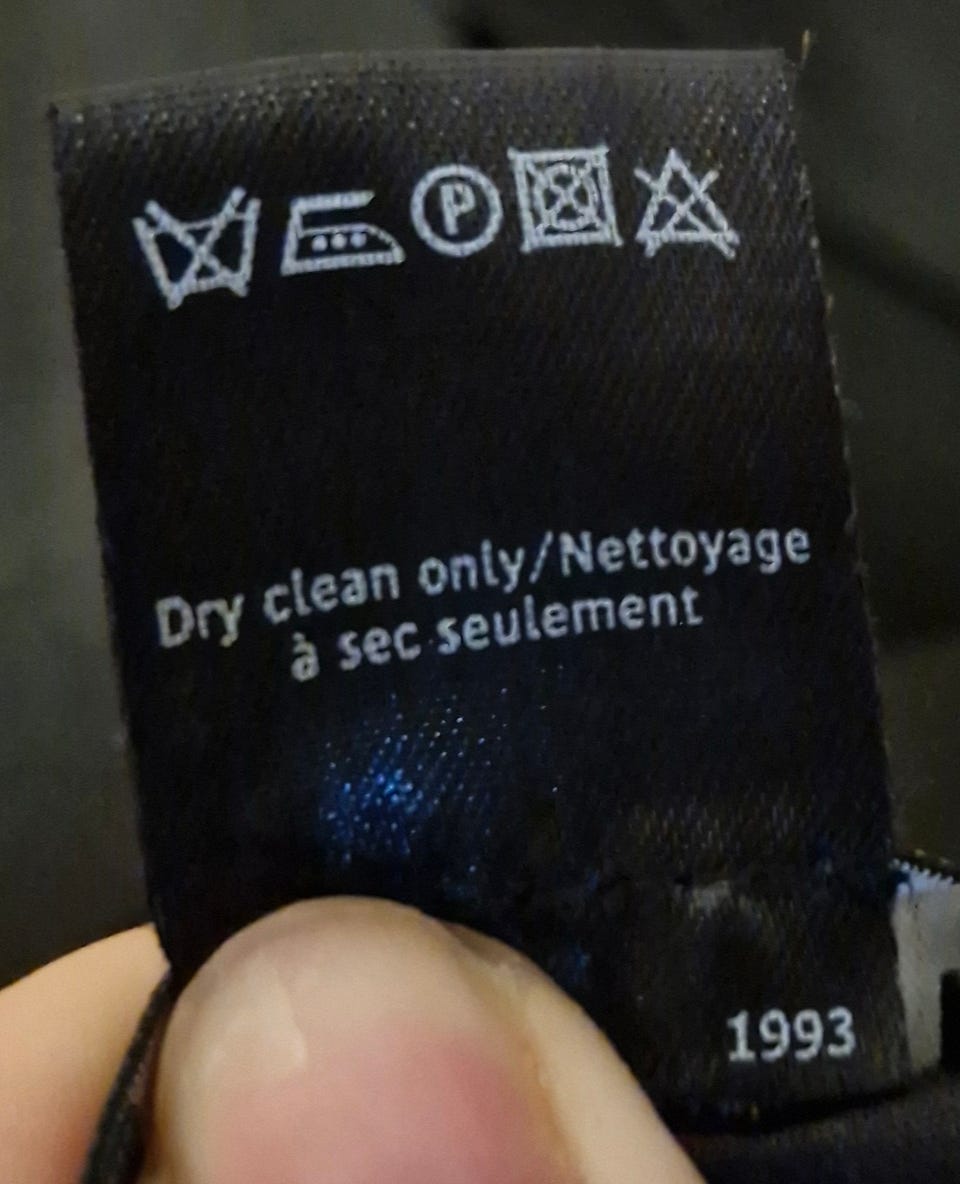 P
Dry clean only/Nettoyage
à sec seulement
1993